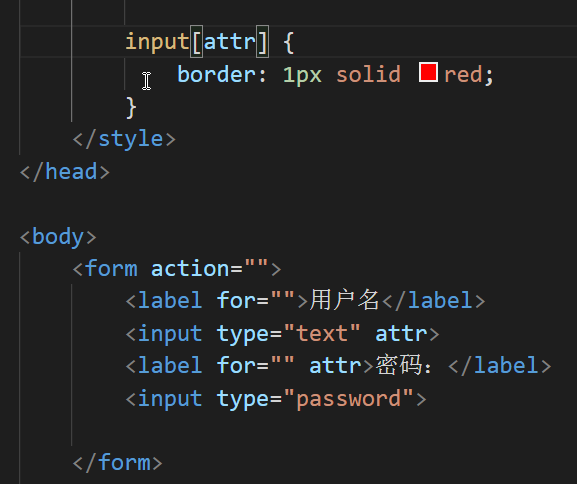 input[attr] {
border: 1px solid red;
}
</style>
</head>
<body>
<form action="">
<label for="">用户名</label>
<input type="text" attr>
<label for="" attr>密码：</label>
<input type="password">
</form>